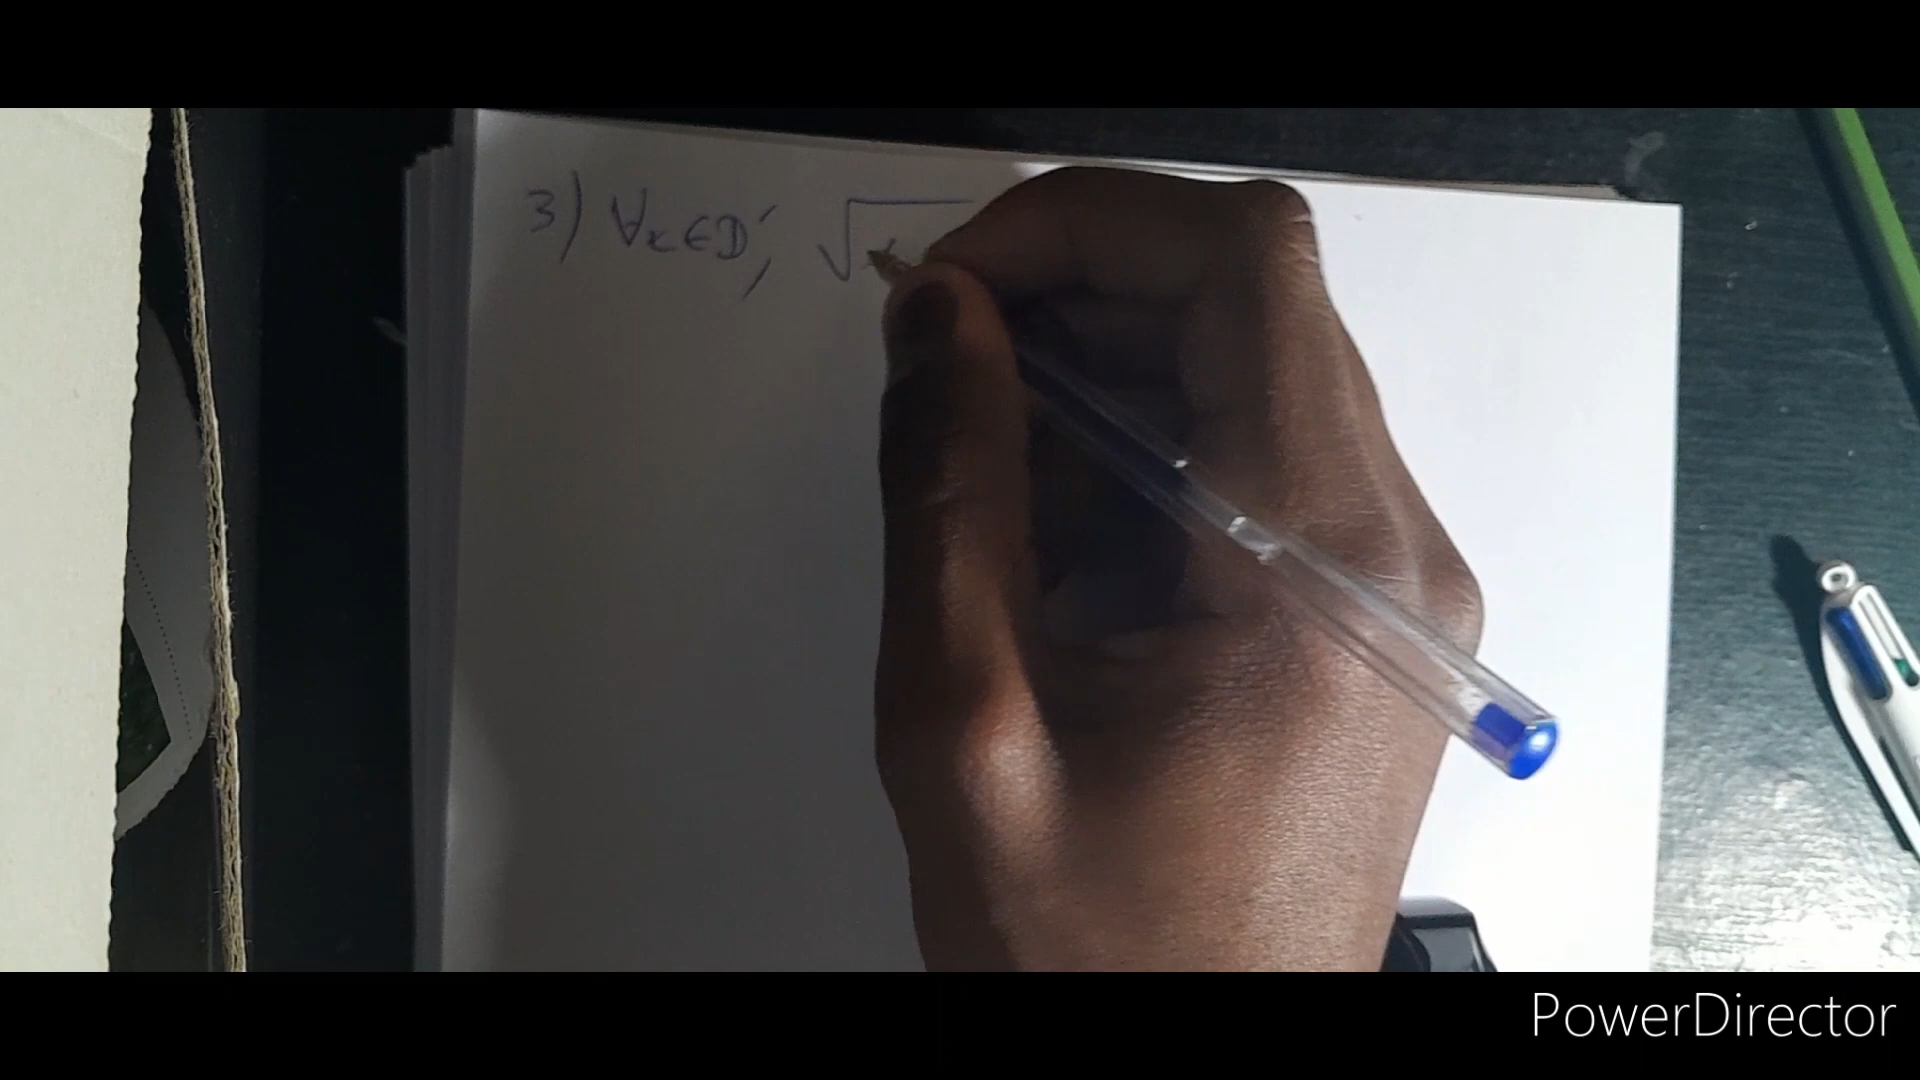 3) ∀x∈D', √x
PowerDirector